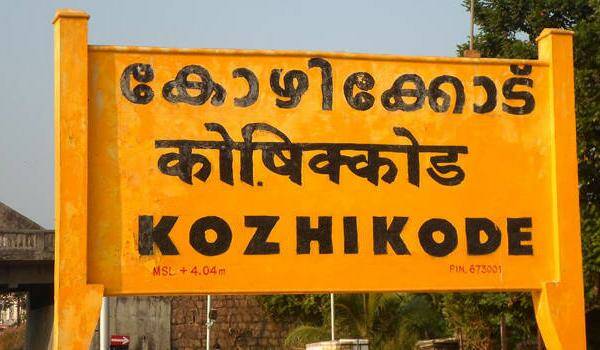 കോഴിക്കോട്
कोष़िक्कोड
KOZHIKODE
MSL + 4.04m PIN. 673001